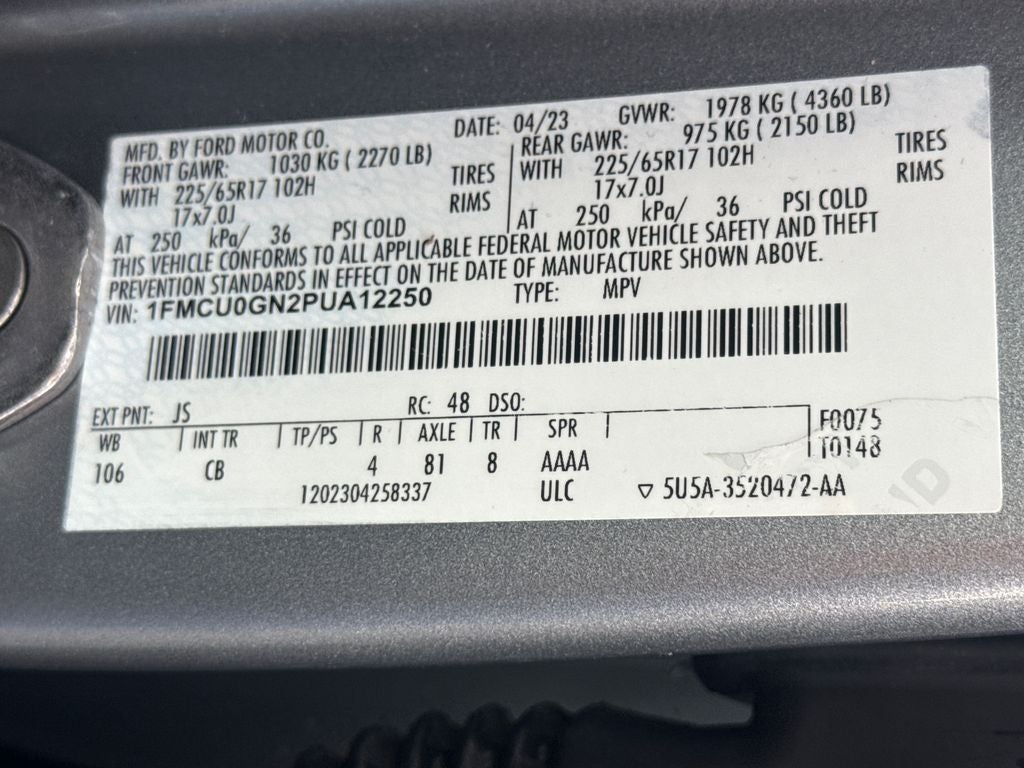 MFD. BY FORD MOTOR CO. DATE: 04/23 GVWR: 1978 KG ( 4360 LB)
FRONT GAWR: 1030 KG ( 2270 LB) REAR GAWR: 975 KG ( 2150 LB)
WITH 225/65R17 102H TIRES WITH 225/65R17 102H TIRES
17x7.0J RIMS 17x7.0J RIMS
AT 250 kPa/ 36 PSI COLD AT 250 kPa/ 36 PSI COLD
THIS VEHICLE CONFORMS TO ALL APPLICABLE FEDERAL MOTOR VEHICLE SAFETY AND THEFT
PREVENTION STANDARDS IN EFFECT ON THE DATE OF MANUFACTURE SHOWN ABOVE.
VIN: 1FMCU0GN2PUA12250 TYPE: MPV
EXT PNT: JS RC: 48 DSO:
WB INT TR TP/PS R AXLE TR SPR F0075
106 CB 4 81 8 AAAA T0148
1202304258337 ULC ▽ 5U5A-3520472-AA